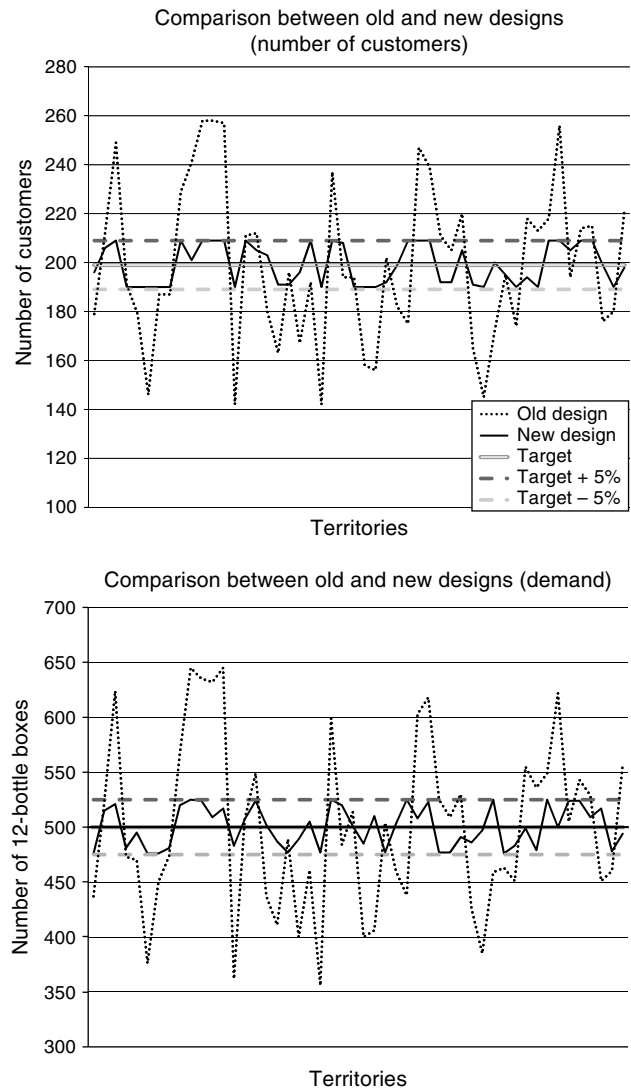 Comparison between old and new designs
(number of customers)
280
260
240
220
200
180
160
140
120
100
Number of customers
Old design
New design
Target
Target + 5%
Target – 5%
Territories
Comparison between old and new designs (demand)
700
650
600
550
500
450
400
350
300
Number of 12-bottle boxes
Territories